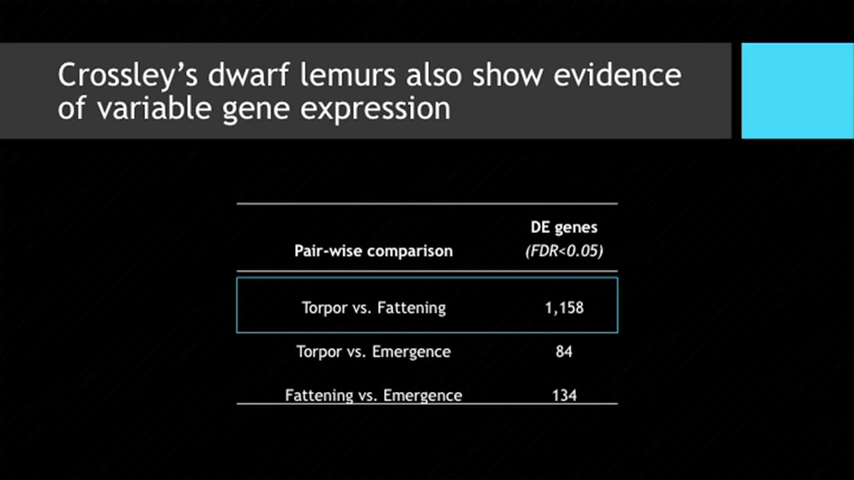 Crossley's dwarf lemurs also show evidence
of variable gene expression
DE genes
Pair-wise comparison (FDR<0.05)
Torpor vs. Fattening 1,158
Torpor vs. Emergence 84
Fattening vs. Emergence 134